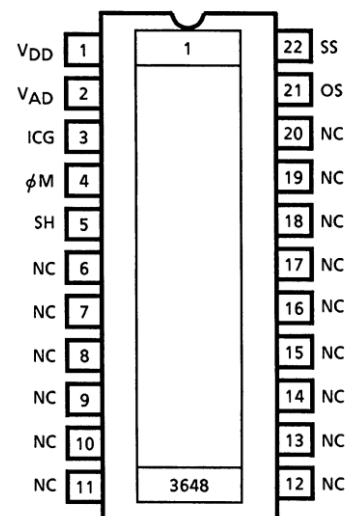 V_DD 1 1 22 SS
V_AD 2 21 OS
ICG 3 20 NC
ϕM 4 19 NC
SH 5 18 NC
NC 6 17 NC
NC 7 16 NC
NC 8 15 NC
NC 9 14 NC
NC 10 13 NC
NC 11 3648 12 NC